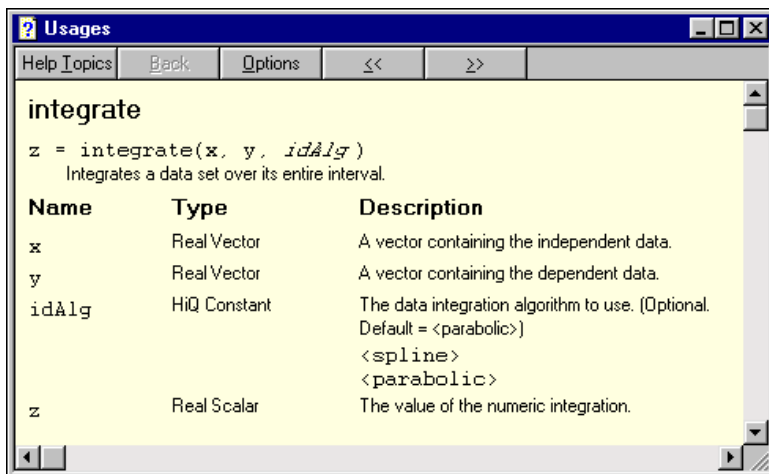 Usages
Help Topics Back Options << >>
integrate
z = integrate(x, y, idAlg)
Integrates a data set over its entire interval.
Name Type Description
x Real Vector A vector containing the independent data.
y Real Vector A vector containing the dependent data.
idAlg HiQ Constant The data integration algorithm to use. (Optional.
Default = <parabolic>)
<spline>
<parabolic>
z Real Scalar The value of the numeric integration.